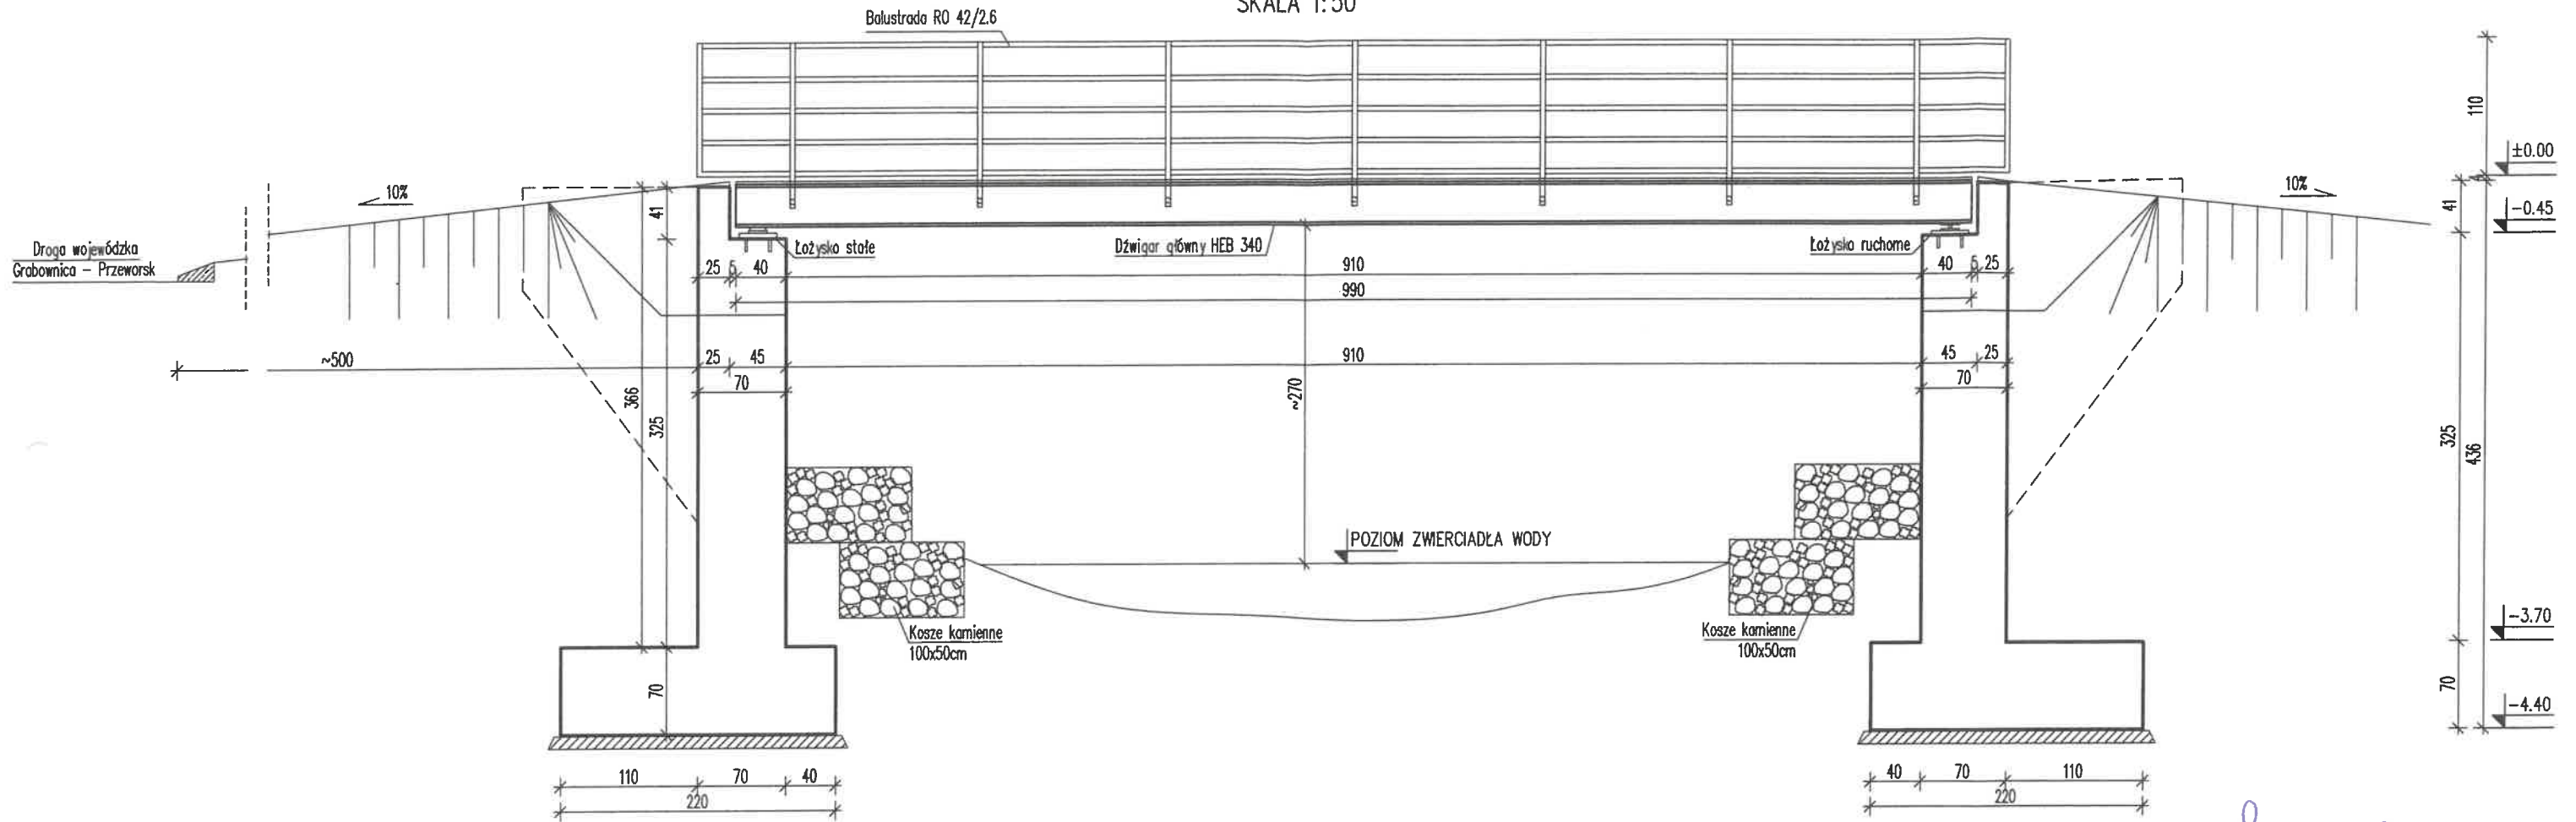 SKALA 1:50
Balustrada RO 42/2.6
110
±0.00
10%
10%
41
41
-0.45
Droga wojewódzka
Grabownica - Przeworsk
Łożysko stałe
Dźwigar główny HEB 340
Łożysko ruchome
25 5 40
910
40 5 25
990
~500
25 45
910
45 25
70
70
366
325
~270
325
436
POZIOM ZWIERCIADŁA WODY
Kosze kamienne
100x50cm
Kosze kamienne
100x50cm
-3.70
70
70
-4.40
110 70 40
40 70 110
220
220